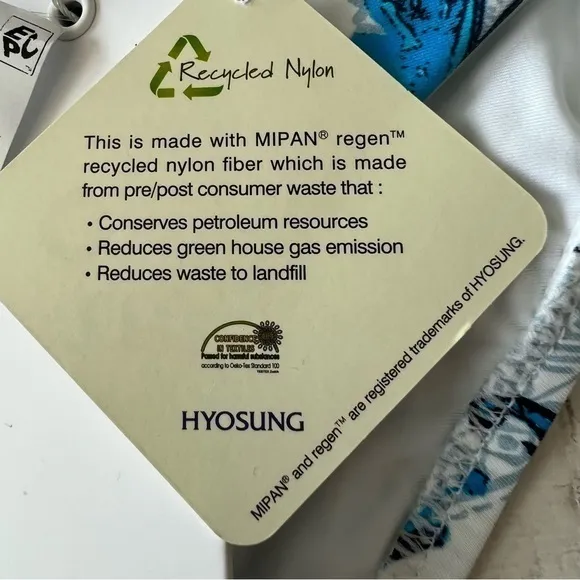 EPC
Recycled Nylon
This is made with MIPAN® regen™
recycled nylon fiber which is made
from pre/post consumer waste that :
• Conserves petroleum resources
• Reduces green house gas emission
• Reduces waste to landfill
CONFIDENCE
IN TEXTILES
Passed for harmful substances
according to Oeko-Tex Standard 100
HYOSUNG
MIPAN® and regen™ are registered trademarks of HYOSUNG.